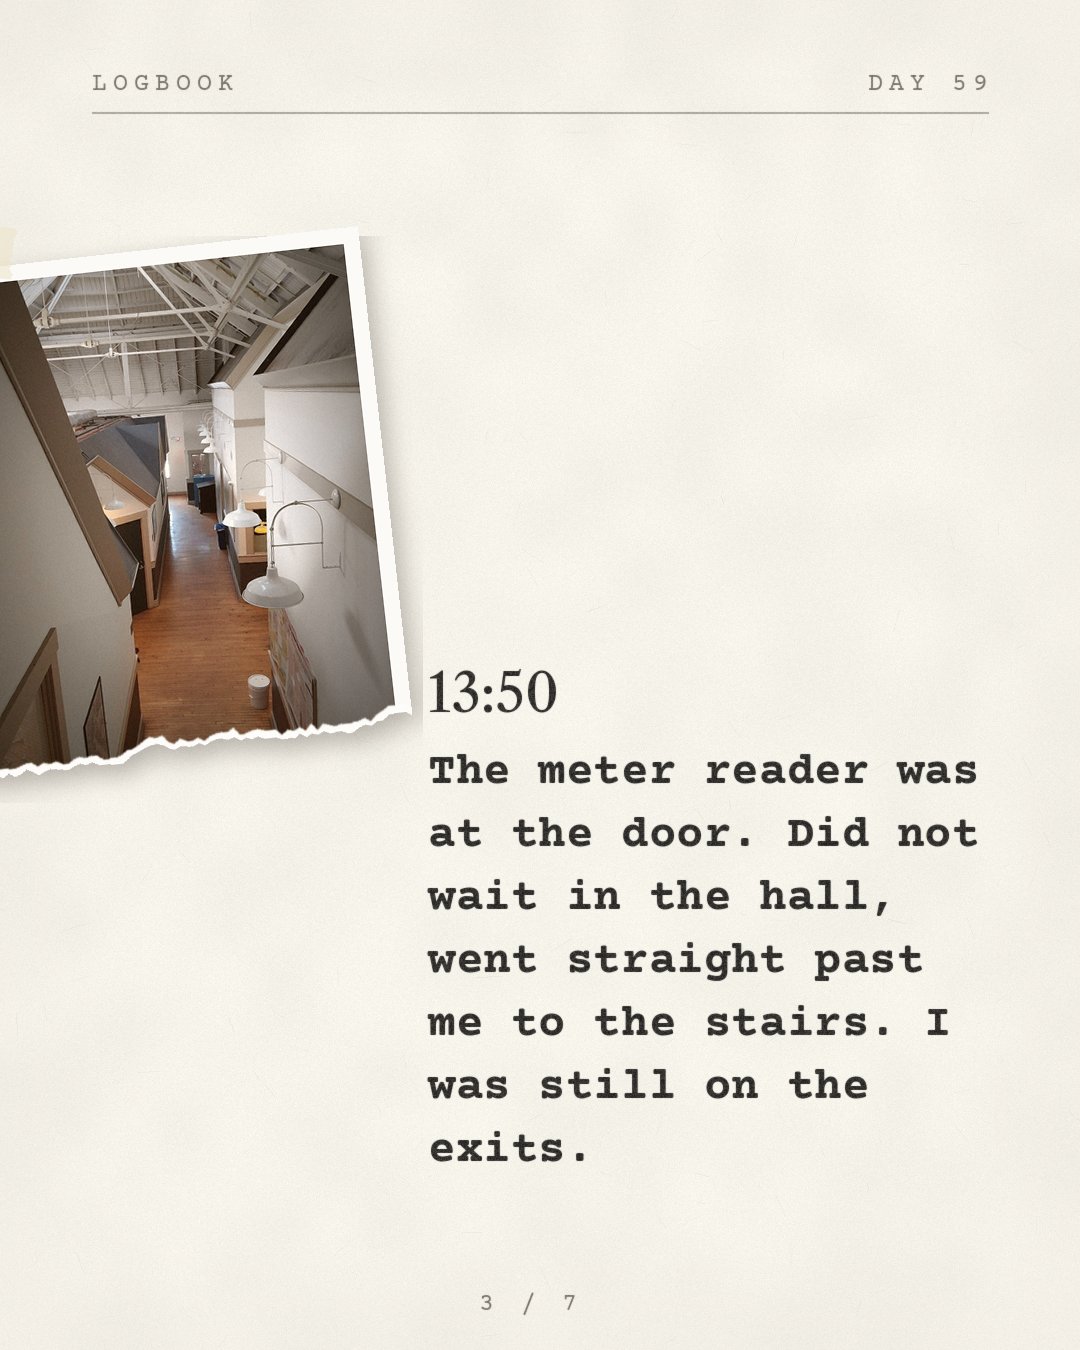 LOGBOOK DAY 59
13:50
The meter reader was
at the door. Did not
wait in the hall,
went straight past
me to the stairs. I
was still on the
exits.
3 / 7